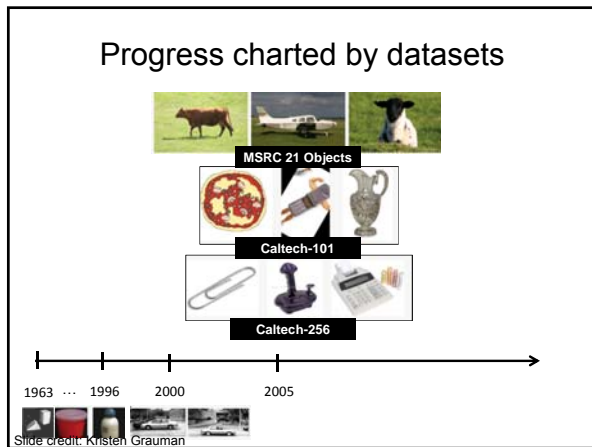 Progress charted by datasets
MSRC 21 Objects
Caltech-101
Caltech-256
1963 ... 1996 2000 2005
Slide credit: Kristen Grauman